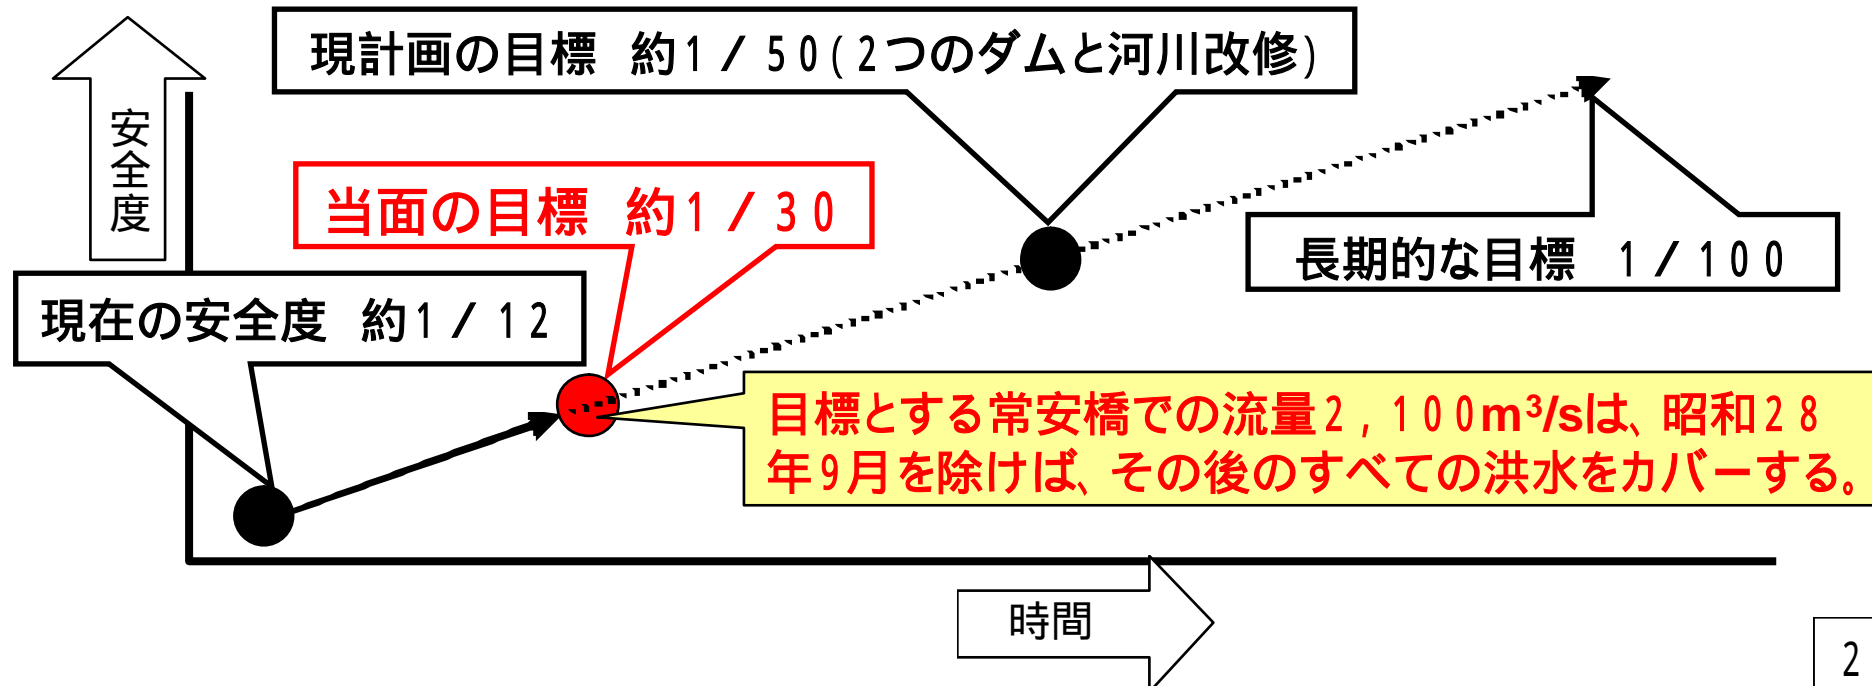 現計画の目標 約1/50(2つのダムと河川改修)
安全度
当面の目標 約1/30
長期的な目標 1/100
現在の安全度 約1/12
目標とする常安橋での流量2,100m³/sは、昭和28
年9月を除けば、その後のすべての洪水をカバーする。
時間
2